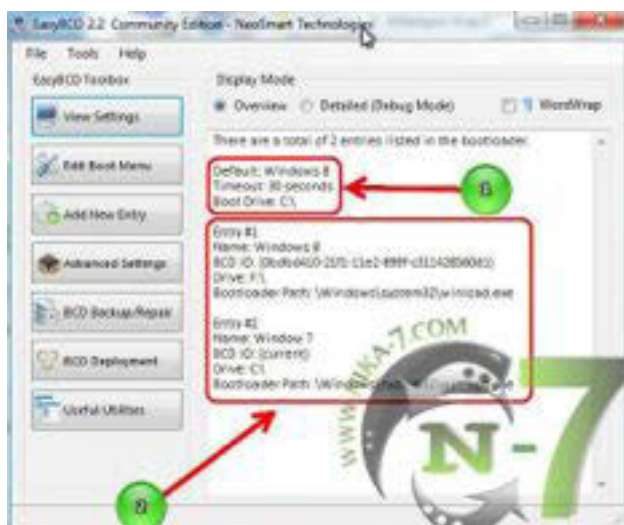 EasyBCD 2.2 Community Edition - NeoSmart Technologies
File Tools Help
EasyBCD Toolbox
View Settings
Edit Boot Menu
Add New Entry
Advanced Settings
BCD Backup/Repair
BCD Deployment
Useful Utilities
Display Mode
Overview
Detailed (Debug Mode)
WordWrap
There are a total of 2 entries listed in the bootloader.
Default: Windows 8
Timeout: 30 seconds
Boot Drive: C:\
Entry #1
Name: Windows 8
BCD ID:
Drive: F:\
Bootloader Path: \Windows\system32\winload.exe
Entry #2
Name: Window 7
BCD ID: {current}
Drive: C:\
Bootloader Path:
2
N-7